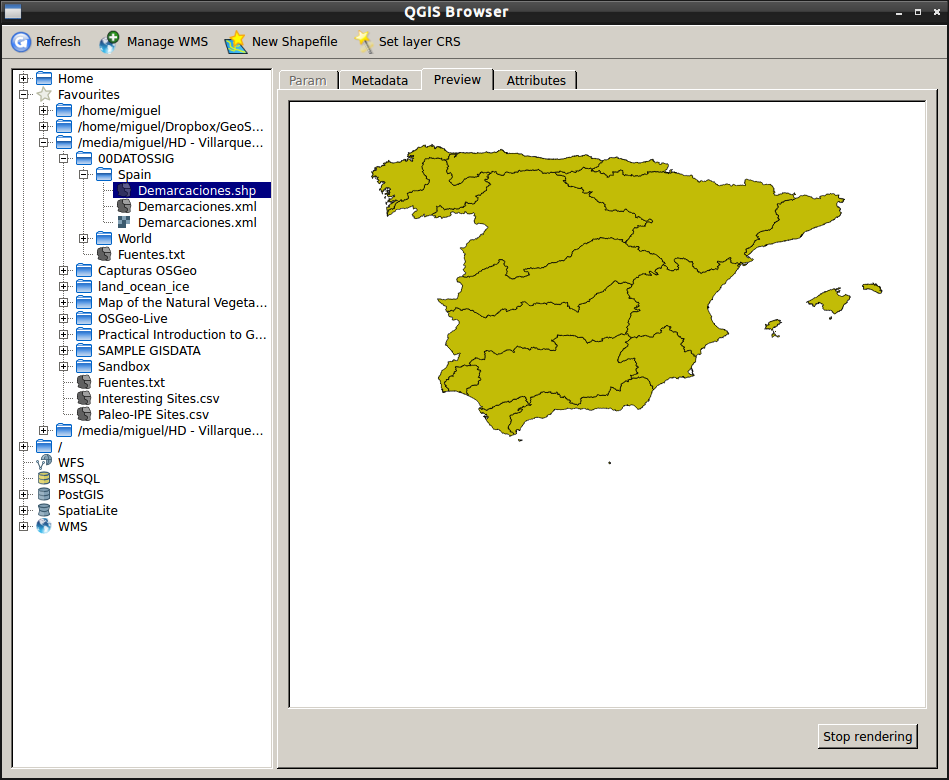 QGIS Browser
Refresh Manage WMS New Shapefile Set layer CRS
Home
Favourites
/home/miguel
/home/miguel/Dropbox/GeoS...
/media/miguel/HD - Villarque...
00DATOSSIG
Spain
Demarcaciones.shp
Demarcaciones.xml
Demarcaciones.xml
World
Fuentes.txt
Capturas OSGeo
land_ocean_ice
Map of the Natural Vegeta...
OSGeo-Live
Practical Introduction to G...
SAMPLE GISDATA
Sandbox
Fuentes.txt
Interesting Sites.csv
Paleo-IPE Sites.csv
/media/miguel/HD - Villarque...
/
WFS
MSSQL
PostGIS
SpatiaLite
WMS
Param Metadata Preview Attributes
Stop rendering